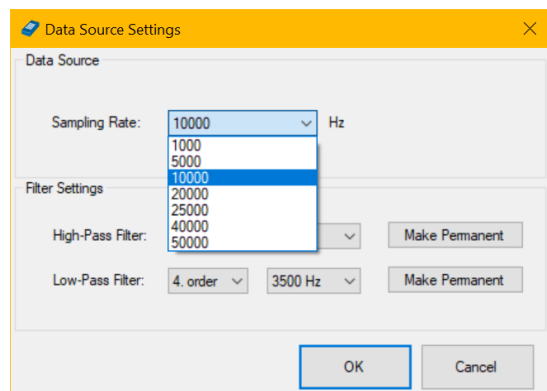 Data Source Settings
Data Source
Sampling Rate: 10000 Hz
1000
5000
10000
20000
25000
40000
50000
Filter Settings
High-Pass Filter: Make Permanent
Low-Pass Filter: 4. order 3500 Hz Make Permanent
OK Cancel